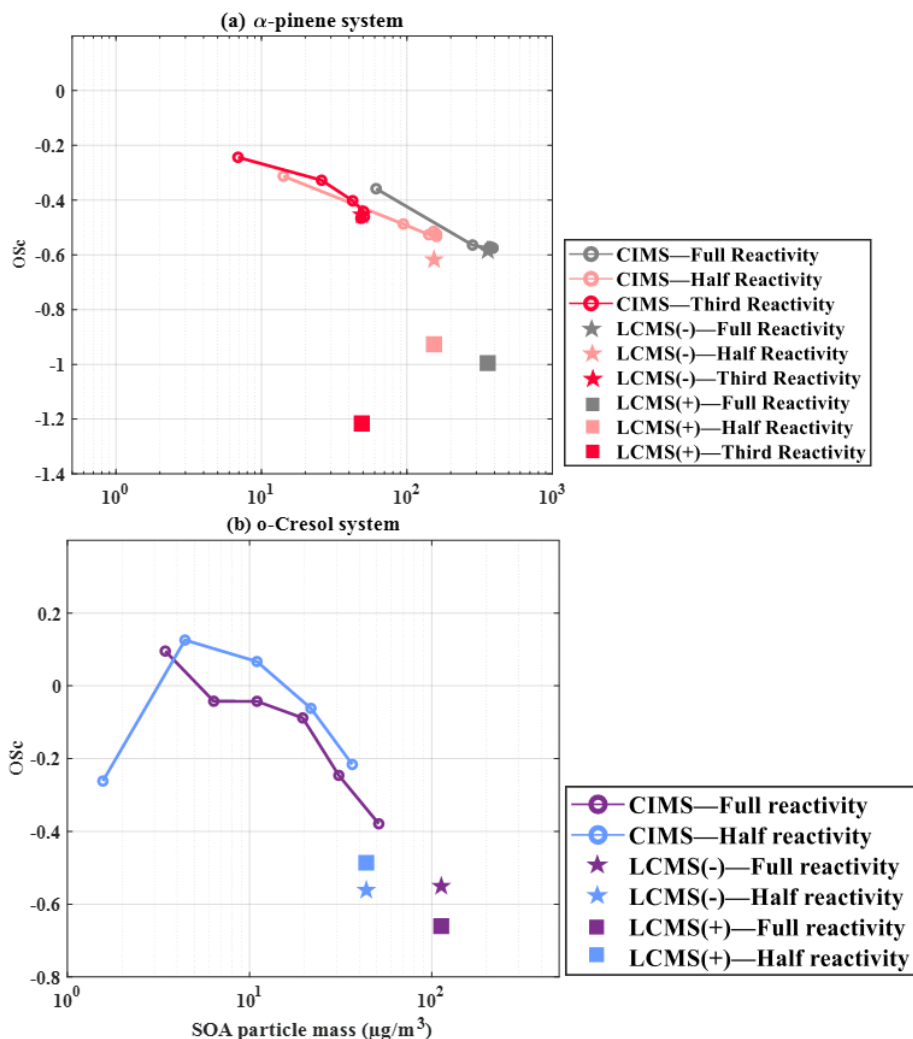 (a) α-pinene system
0
-0.2
-0.4
-0.6
-0.8
-1
-1.2
-1.4
OSc
10⁰ 10¹ 10² 10³
CIMS—Full Reactivity
CIMS—Half Reactivity
CIMS—Third Reactivity
LCMS(-)—Full Reactivity
LCMS(-)—Half Reactivity
LCMS(-)—Third Reactivity
LCMS(+)—Full Reactivity
LCMS(+)—Half Reactivity
LCMS(+)—Third Reactivity
(b) o-Cresol system
0.2
0
-0.2
-0.4
-0.6
-0.8
OSc
10⁰ 10¹ 10²
SOA particle mass (μg/m³)
CIMS—Full reactivity
CIMS—Half reactivity
LCMS(-)—Full reactivity
LCMS(-)—Half reactivity
LCMS(+)—Full reactivity
LCMS(+)—Half reactivity